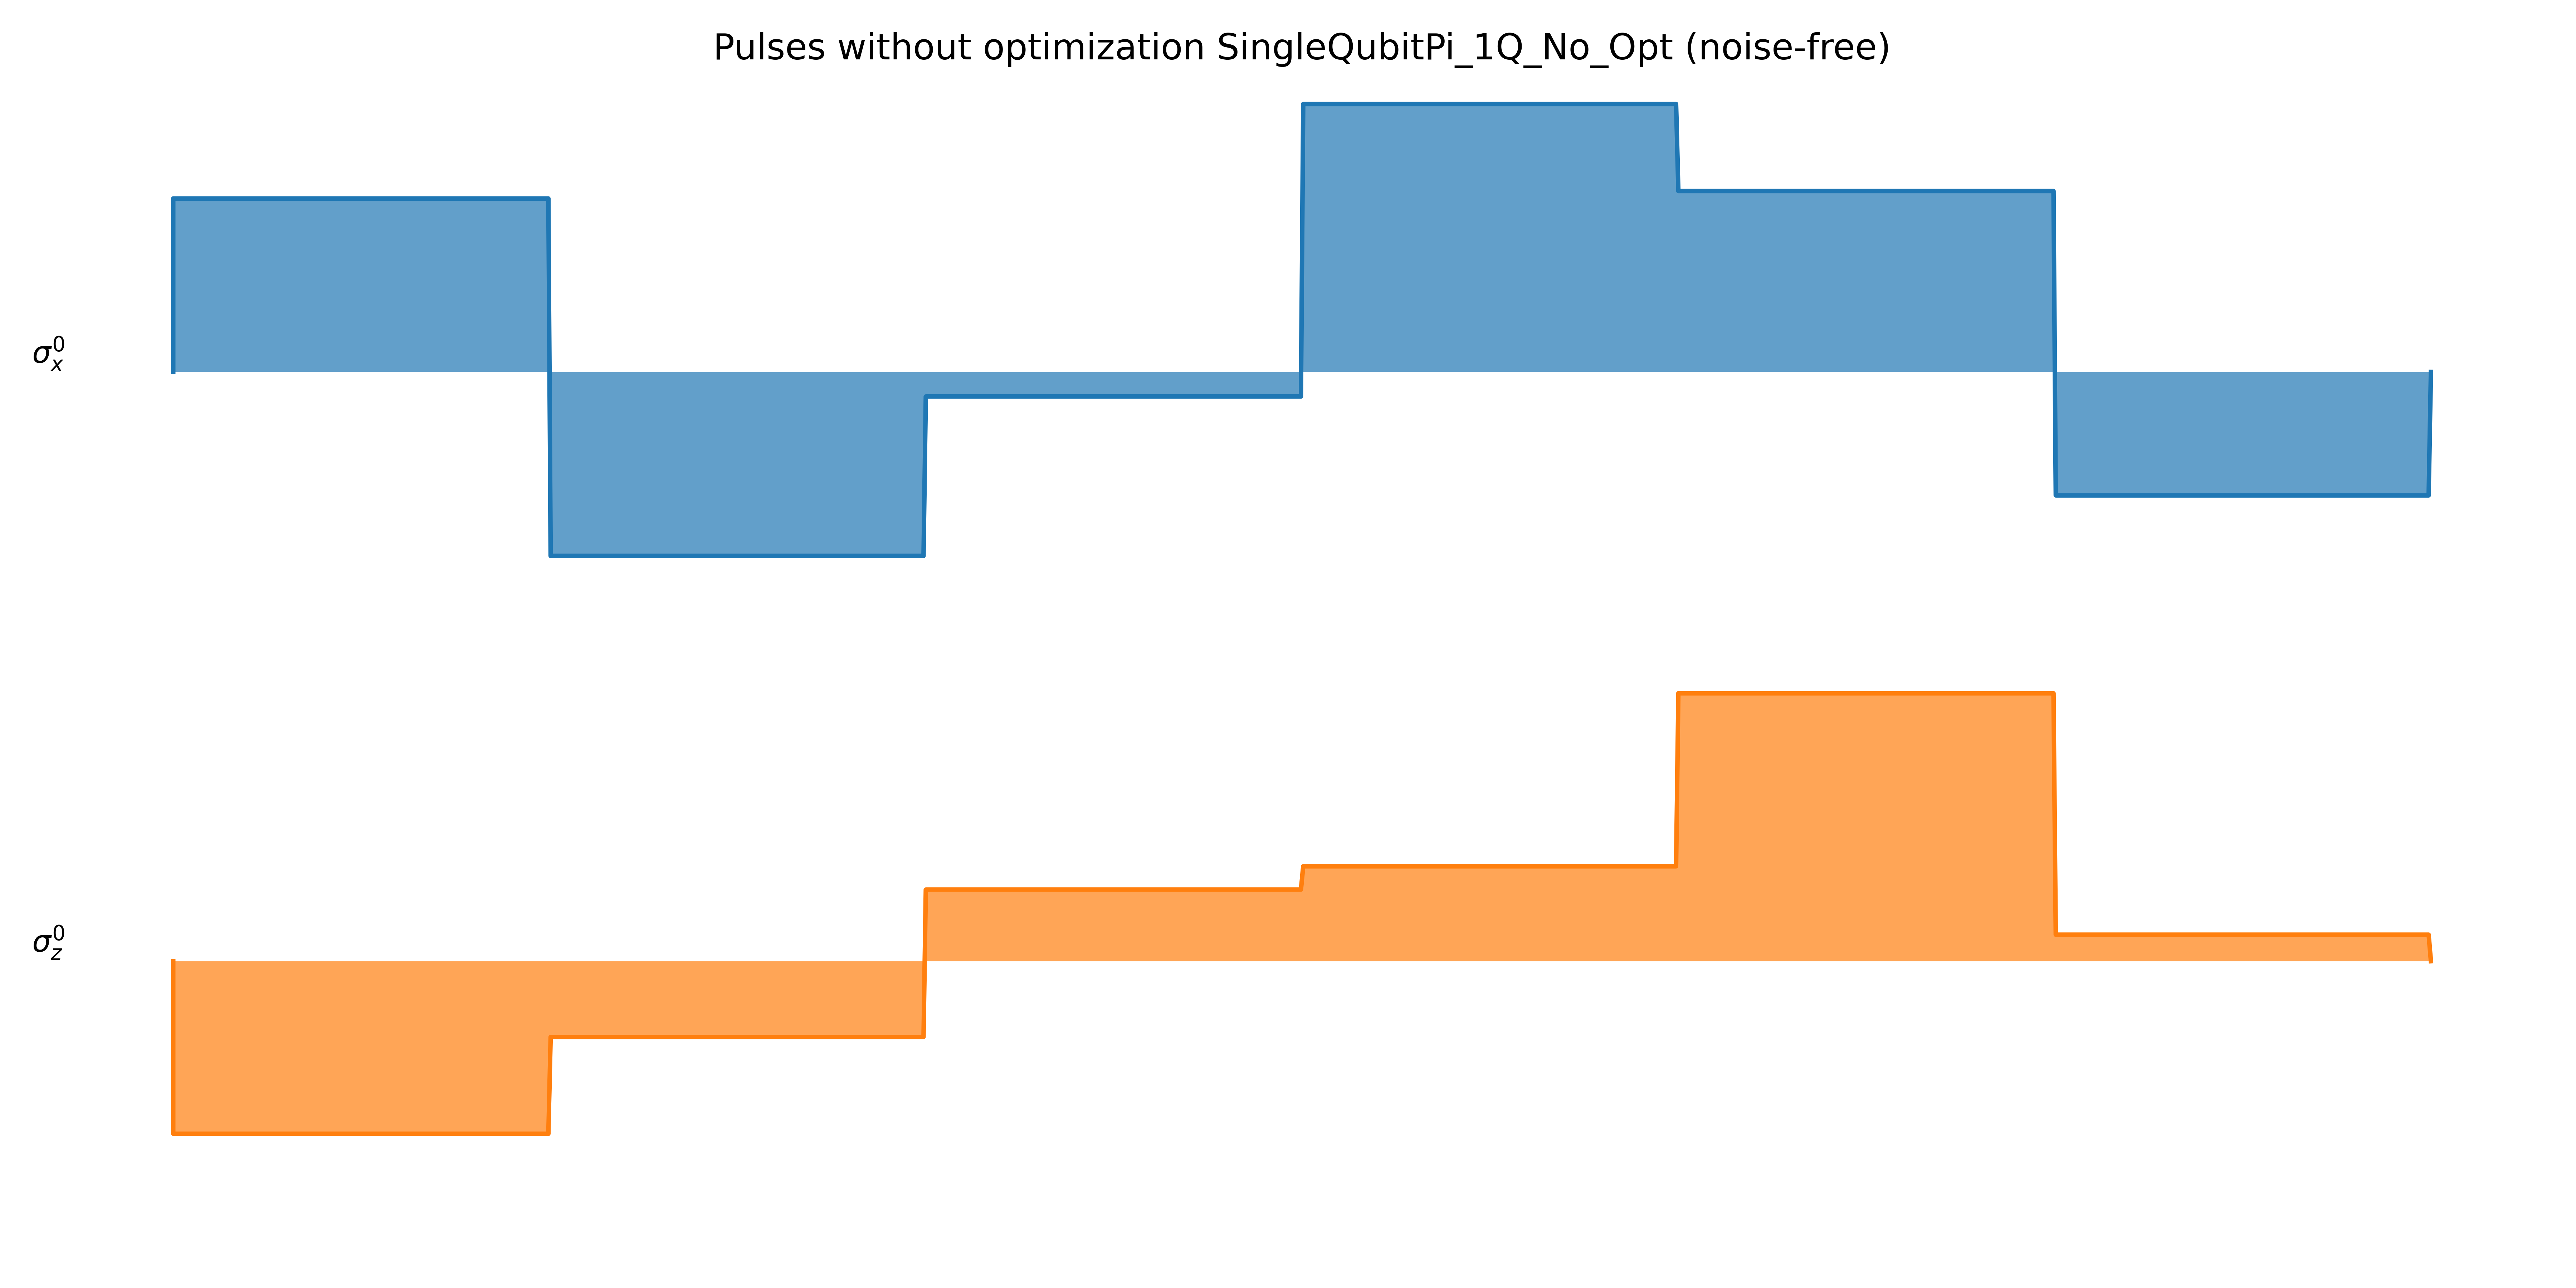 Pulses without optimization SingleQubitPi_1Q_No_Opt (noise-free)
σ_x^0
σ_z^0